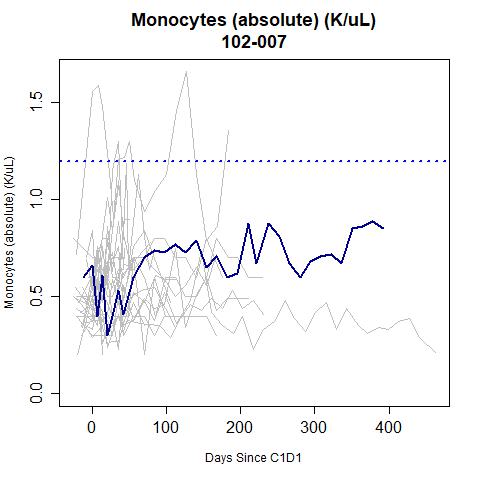 Monocytes (absolute) (K/uL)
102-007
Monocytes (absolute) (K/uL)
1.5
1.0
0.5
0.0
0 100 200 300 400
Days Since C1D1